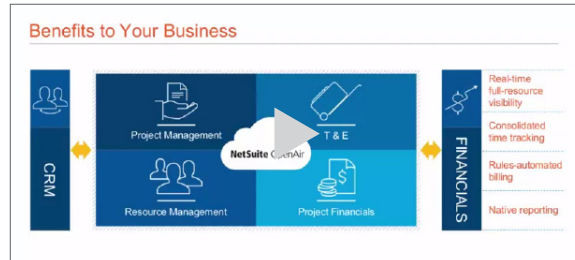 Benefits to Your Business
CRM
Project Management
T & E
NetSuite OpenAir
Resource Management
Project Financials
FINANCIALS
Real-time
full-resource
visibility
Consolidated
time tracking
Rules-automated
billing
Native reporting